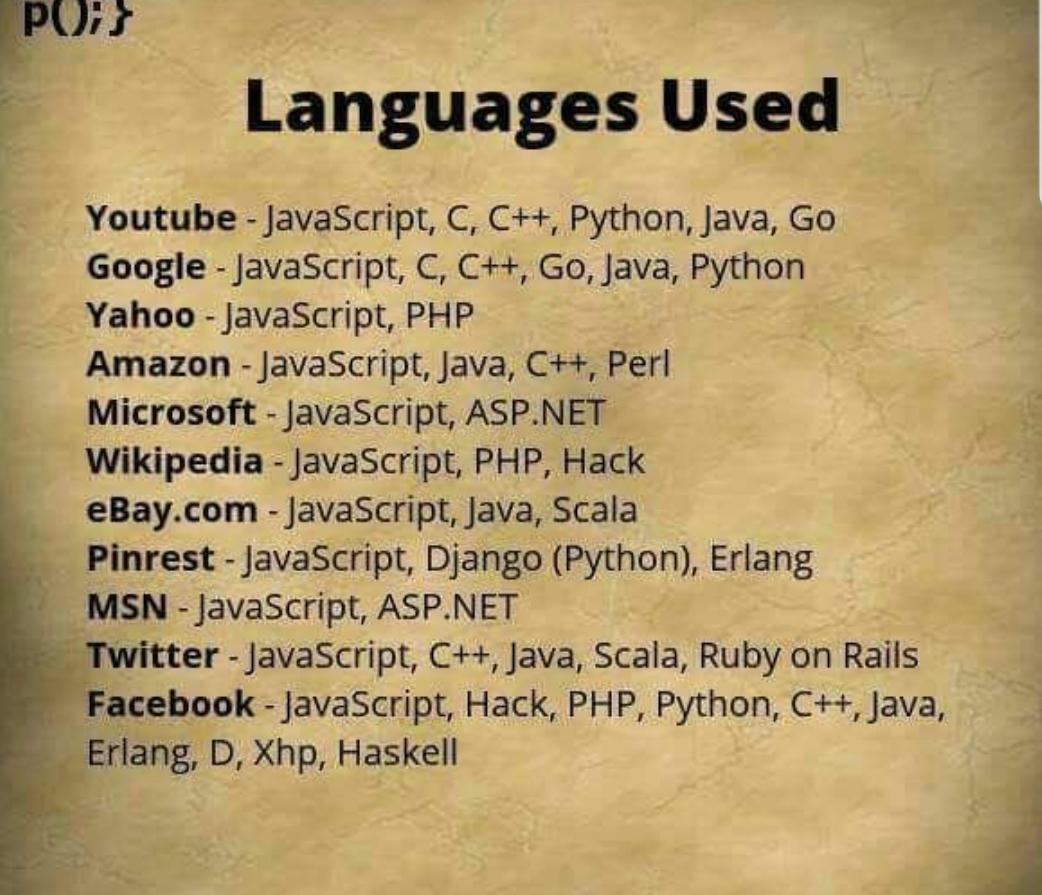 p();}
Languages Used
Youtube - JavaScript, C, C++, Python, Java, Go
Google - JavaScript, C, C++, Go, Java, Python
Yahoo - JavaScript, PHP
Amazon - JavaScript, Java, C++, Perl
Microsoft - JavaScript, ASP.NET
Wikipedia - JavaScript, PHP, Hack
eBay.com - JavaScript, Java, Scala
Pinrest - JavaScript, Django (Python), Erlang
MSN - JavaScript, ASP.NET
Twitter - JavaScript, C++, Java, Scala, Ruby on Rails
Facebook - JavaScript, Hack, PHP, Python, C++, Java,
Erlang, D, Xhp, Haskell